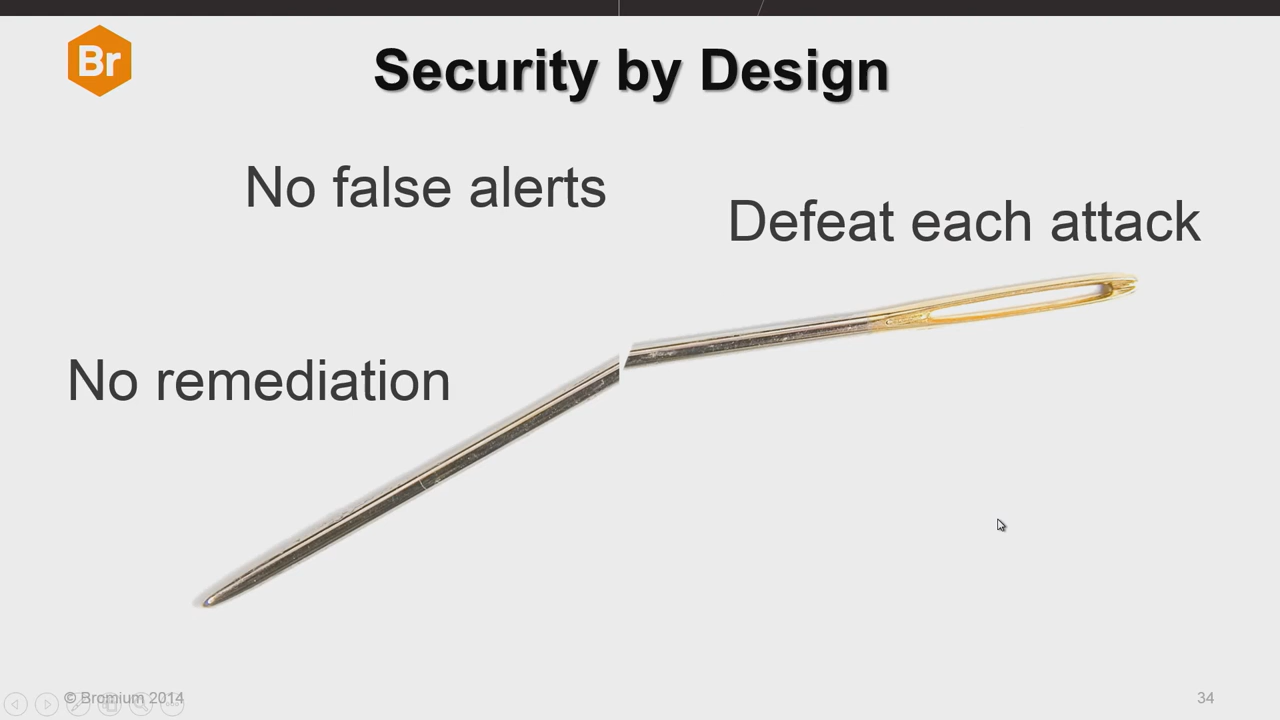 Br
Security by Design
No false alerts
Defeat each attack
No remediation
© Bromium 2014
34